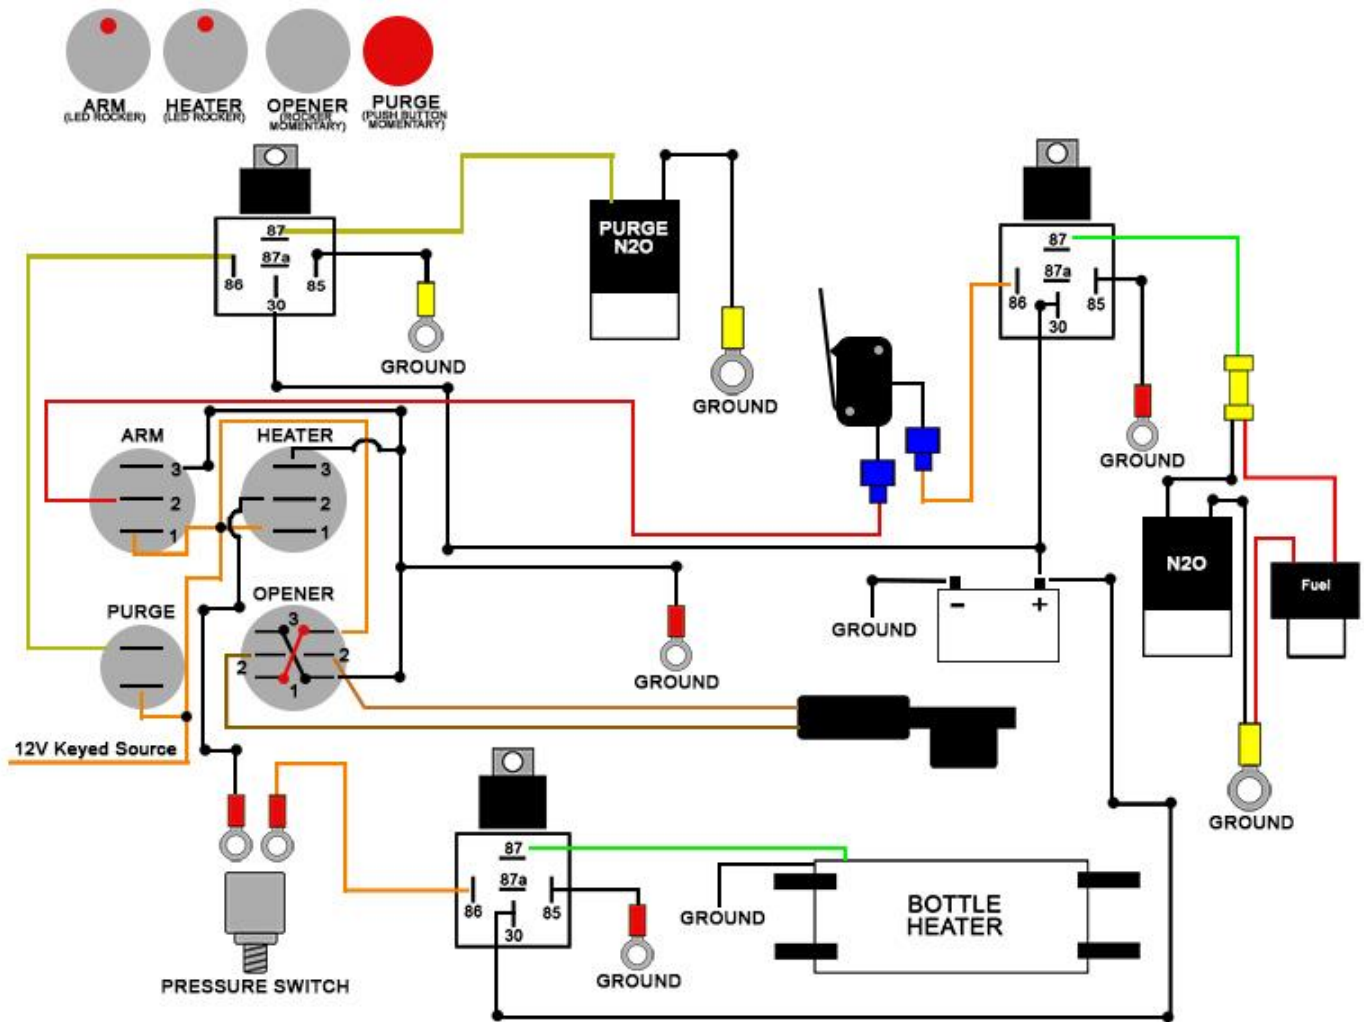 ARM
(LED ROCKER)
HEATER
(LED ROCKER)
OPENER
(ROCKER
MOMENTARY)
PURGE
(PUSH BUTTON
MOMENTARY)
87
87a
86
85
30
GROUND
PURGE
N2O
GROUND
87
87a
86
85
30
GROUND
ARM
3
2
1
HEATER
3
2
1
PURGE
OPENER
3
2
2
1
GROUND
GROUND
-
+
N2O
Fuel
GROUND
12V Keyed Source
PRESSURE SWITCH
87
87a
86
85
30
GROUND
GROUND
BOTTLE
HEATER